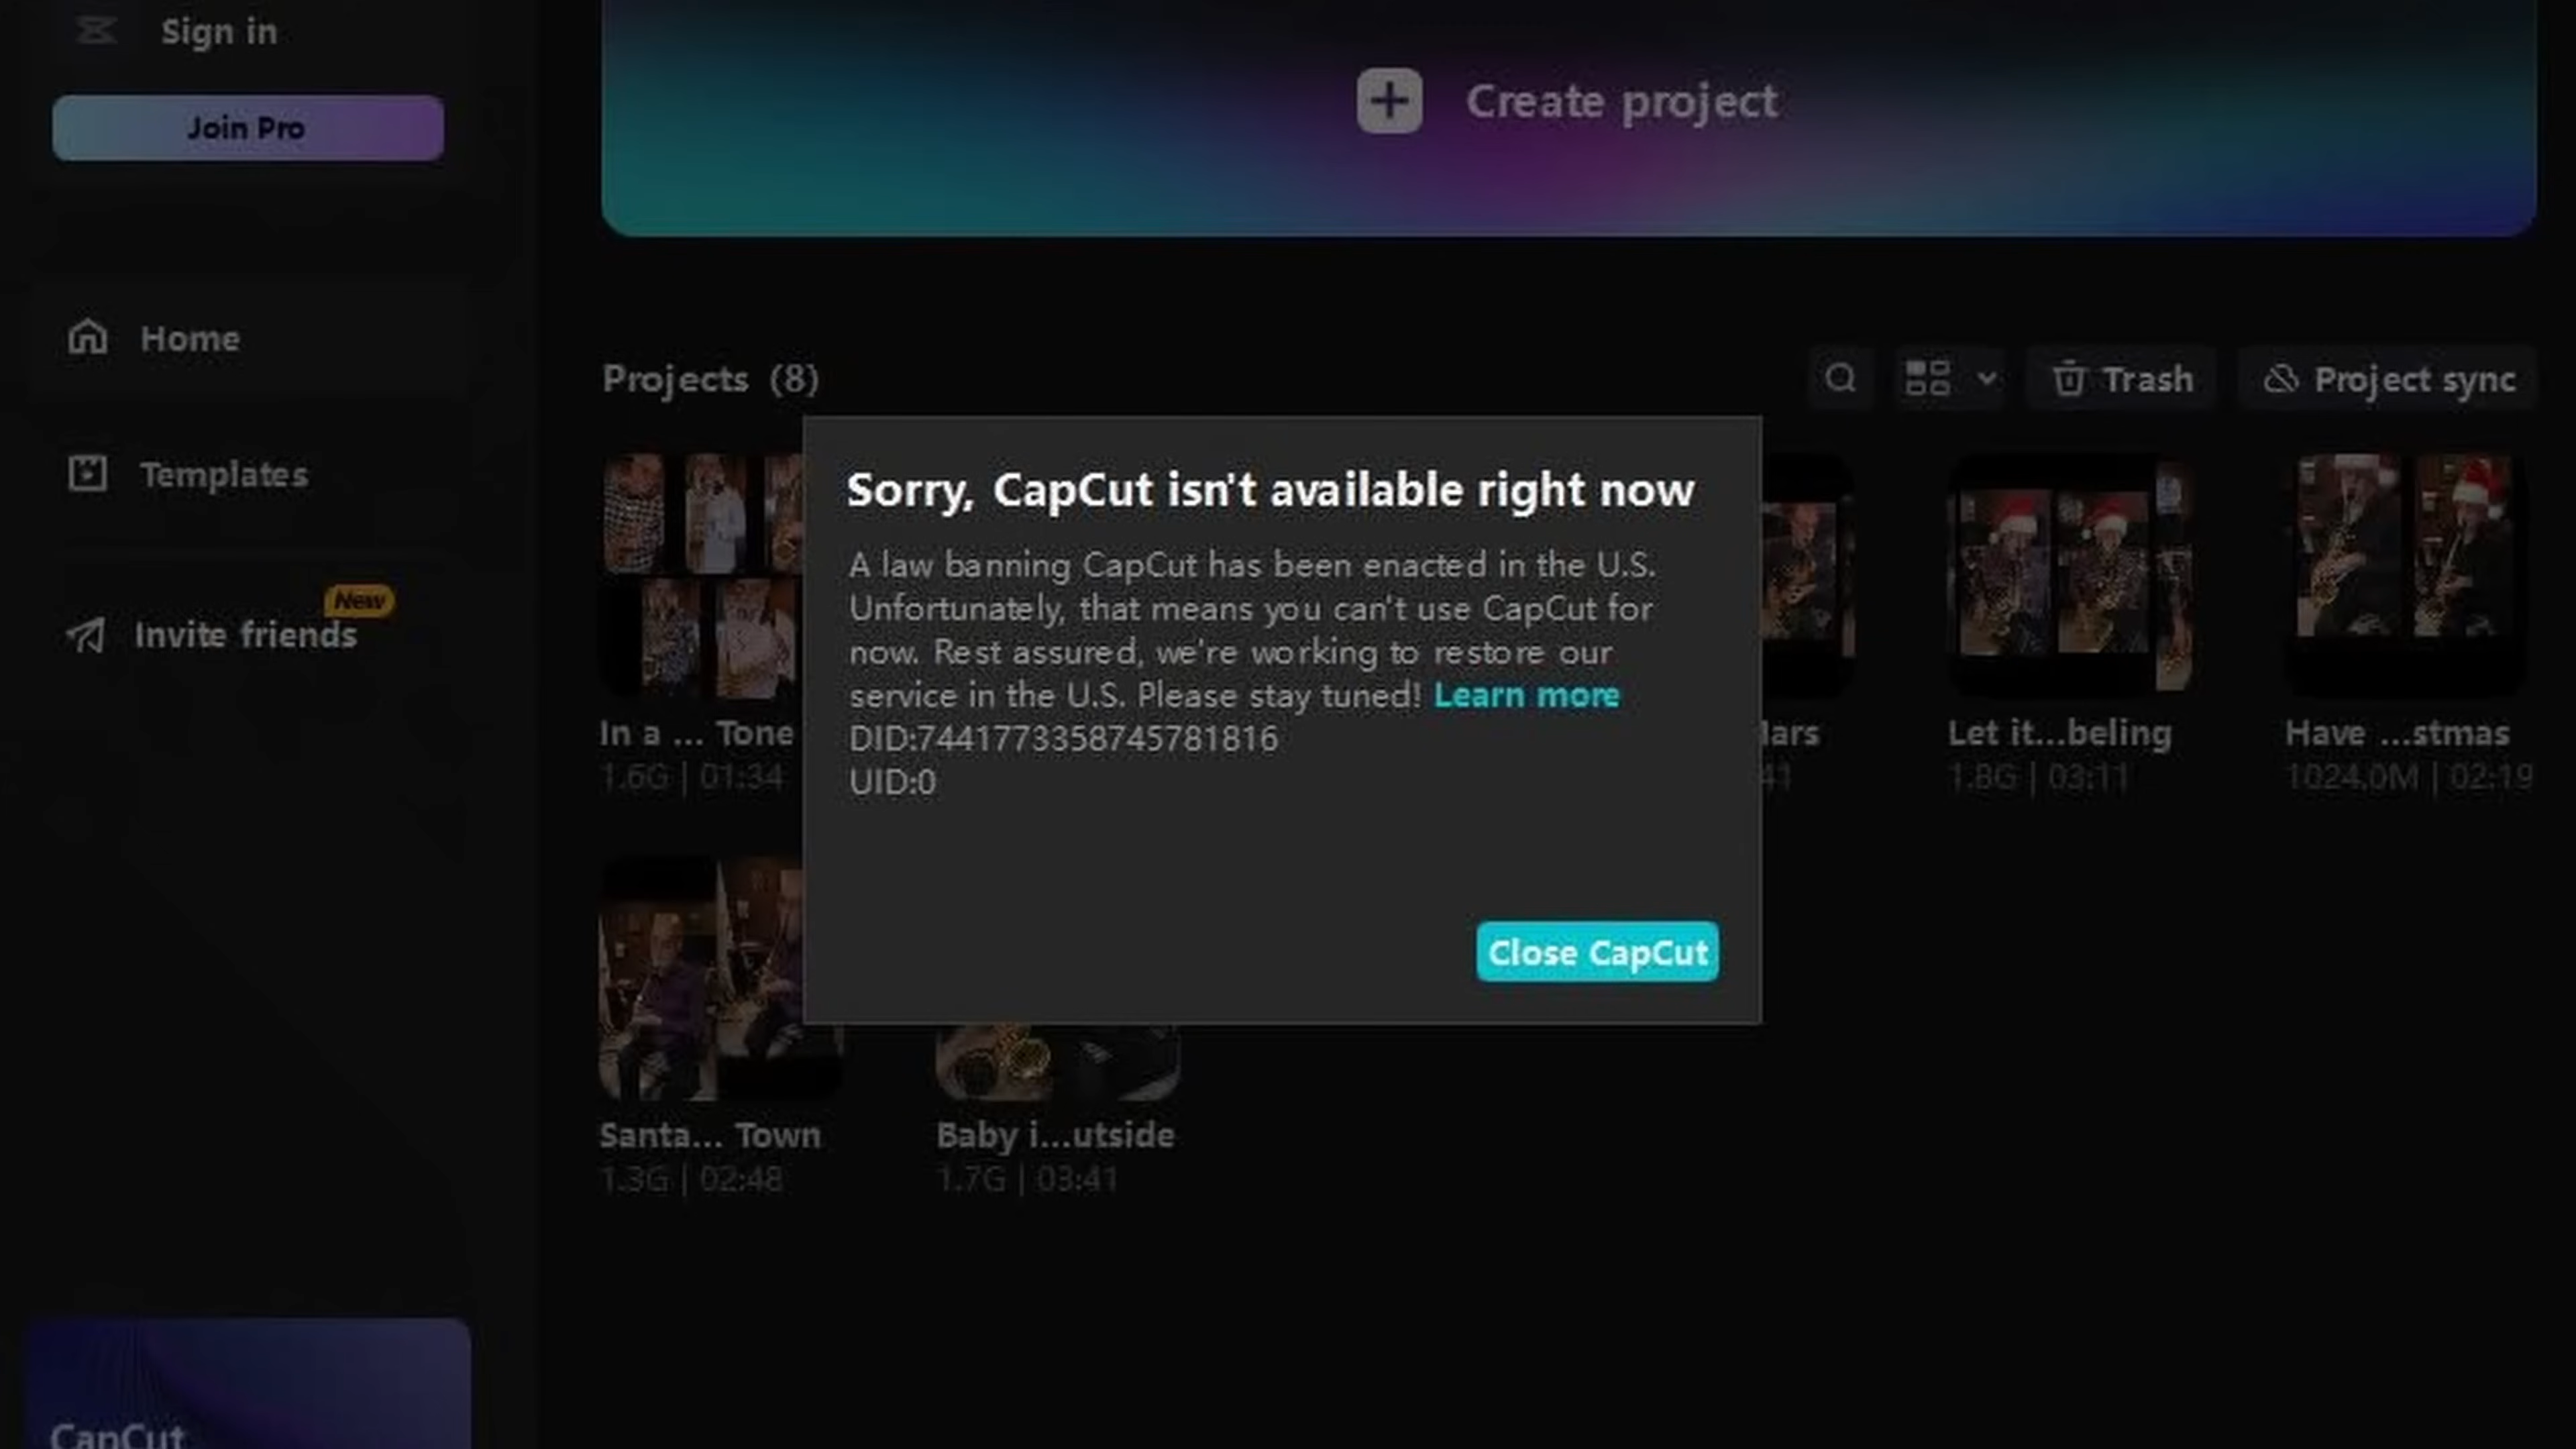 Sign in
Join Pro
Create project
Home
Templates
New
Invite friends
Projects (8)
Trash
Project sync
Sorry, CapCut isn't available right now
A law banning CapCut has been enacted in the U.S.
Unfortunately, that means you can't use CapCut for
now. Rest assured, we're working to restore our
service in the U.S. Please stay tuned! Learn more
DID:7441773358745781816
UID:0
Close CapCut
In a ... Tone
1.6G | 01:34
Let it...beling
1.8G | 03:11
Have ...stmas
1024.0M | 02:19
Santa... Town
1.3G | 02:48
Baby i...utside
1.7G | 03:41
CapCut